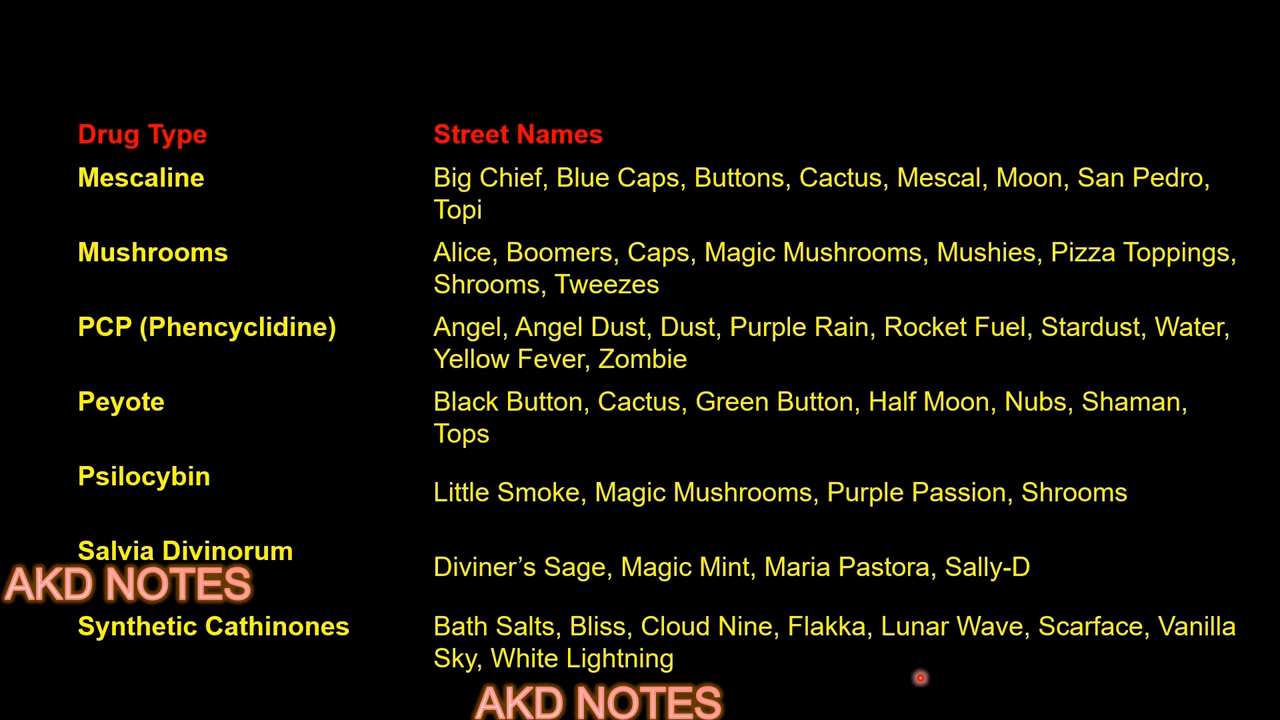 Drug Type Street Names
Mescaline Big Chief, Blue Caps, Buttons, Cactus, Mescal, Moon, San Pedro,
Topi
Mushrooms Alice, Boomers, Caps, Magic Mushrooms, Mushies, Pizza Toppings,
Shrooms, Tweezes
PCP (Phencyclidine) Angel, Angel Dust, Dust, Purple Rain, Rocket Fuel, Stardust, Water,
Yellow Fever, Zombie
Peyote Black Button, Cactus, Green Button, Half Moon, Nubs, Shaman,
Tops
Psilocybin Little Smoke, Magic Mushrooms, Purple Passion, Shrooms
Salvia Divinorum Diviner’s Sage, Magic Mint, Maria Pastora, Sally-D
AKD NOTES
Synthetic Cathinones Bath Salts, Bliss, Cloud Nine, Flakka, Lunar Wave, Scarface, Vanilla
Sky, White Lightning
AKD NOTES